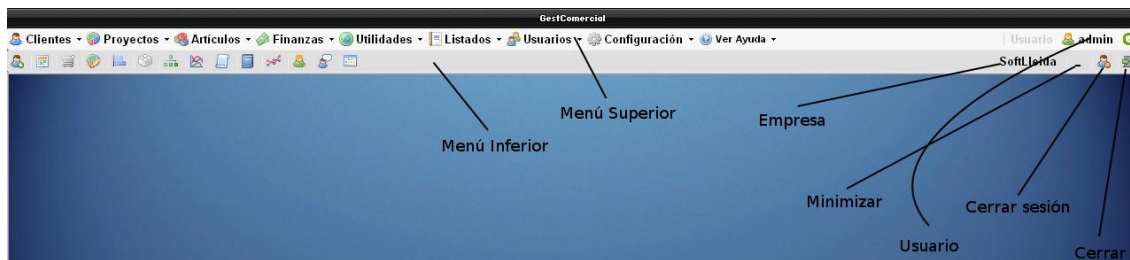 GestComercial
Clientes Proyectos Artículos Finanzas Utilidades Listados Usuarios Configuración Ver Ayuda Usuario admin
SoftLleida
Menú Superior
Empresa
Menú Inferior
Minimizar
Cerrar sesión
Usuario
Cerrar